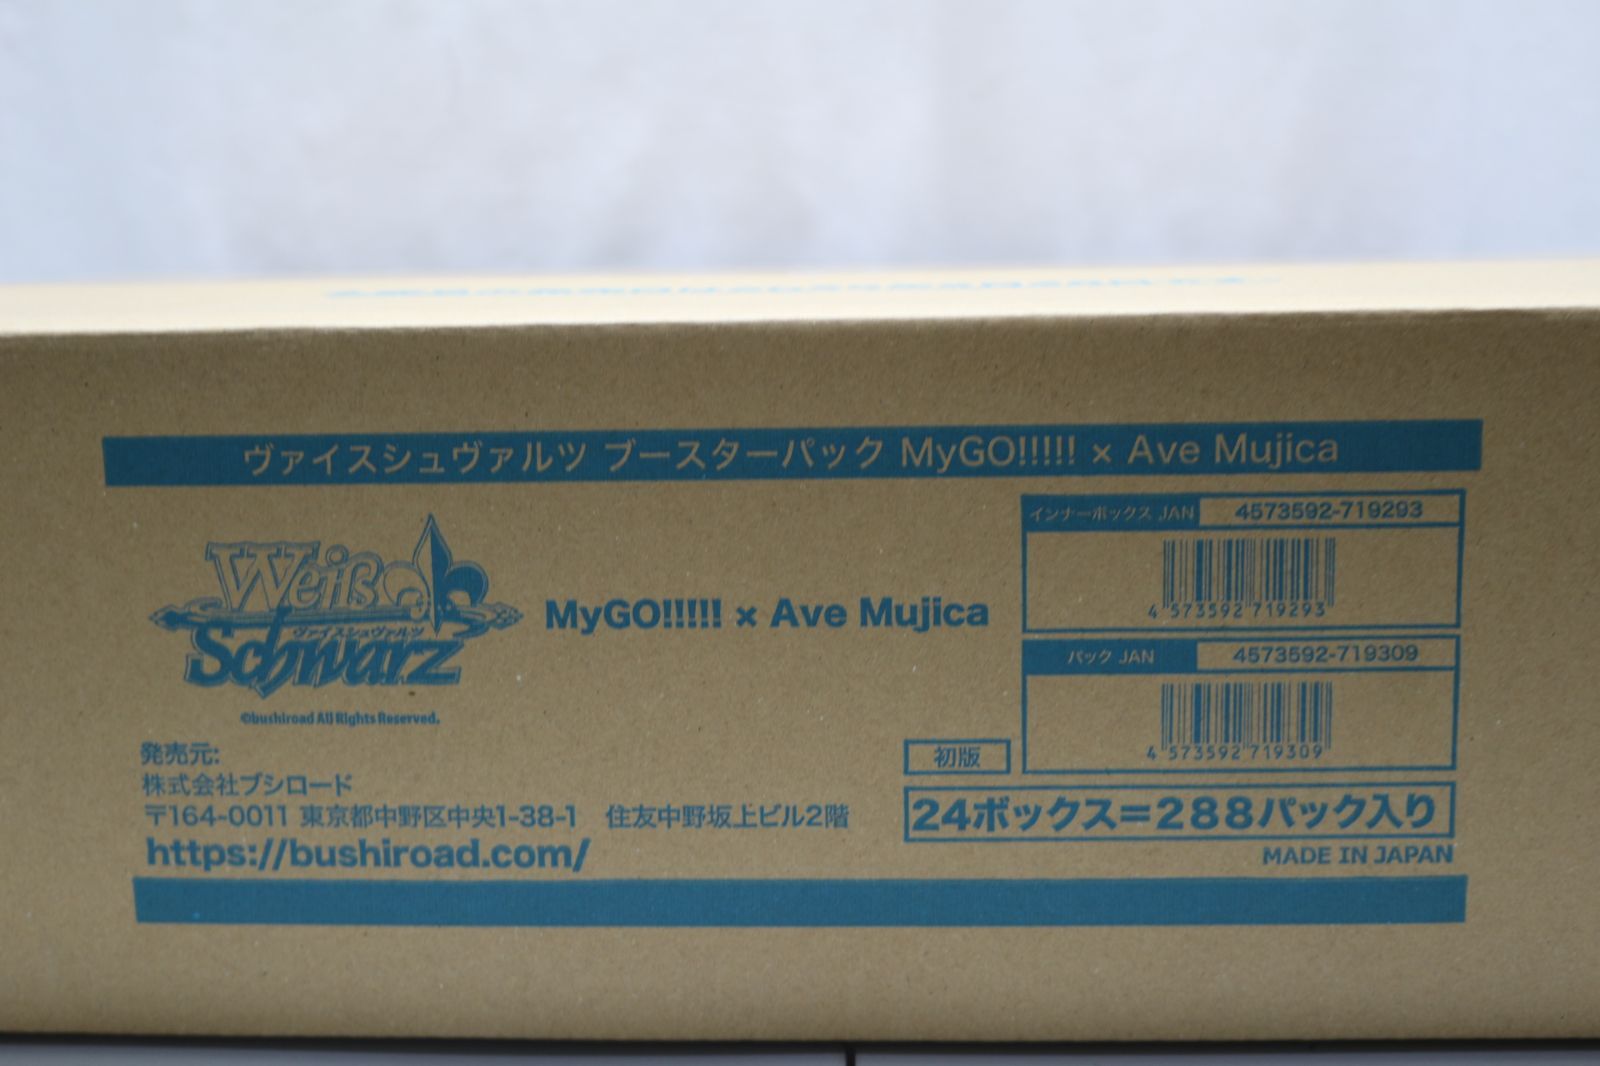 ヴァイスシュヴァルツ ブースターパック MyGO!!!!! × Ave Mujica
インナーボックス JAN 4573592-719293
4 573592 719293
Weiß
ヴァイスシュヴァルツ
Schwarz
©bushiroad All Rights Reserved.
MyGO!!!!! × Ave Mujica
パック JAN 4573592-719309
4 573592 719309
発売元:
株式会社ブシロード
〒164-0011 東京都中野区中央1-38-1 住友中野坂上ビル2階
https://bushiroad.com/
初版
24ボックス=288パック入り
MADE IN JAPAN